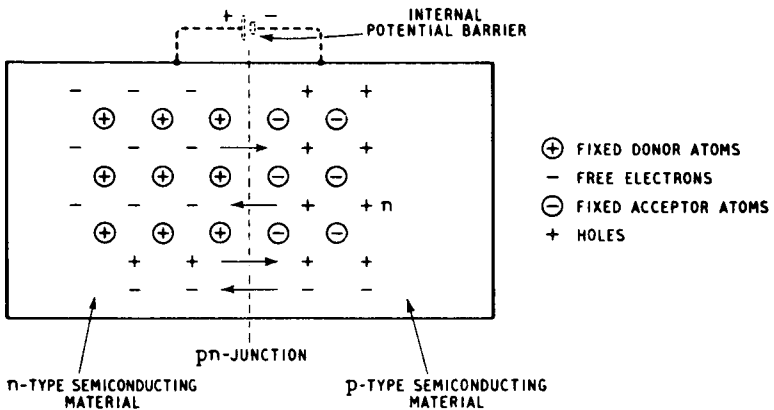 + -
INTERNAL
POTENTIAL BARRIER
- - - + +
⊕ ⊕ ⊕ ⊖ ⊖
- - - + +
⊕ ⊕ ⊕ ⊖ ⊖
- - - + + n
⊕ ⊕ ⊕ ⊖ ⊖
+ + + +
- - - -
⊕ FIXED DONOR ATOMS
- FREE ELECTRONS
⊖ FIXED ACCEPTOR ATOMS
+ HOLES
pn-JUNCTION
n-TYPE SEMICONDUCTING
MATERIAL
p-TYPE SEMICONDUCTING
MATERIAL